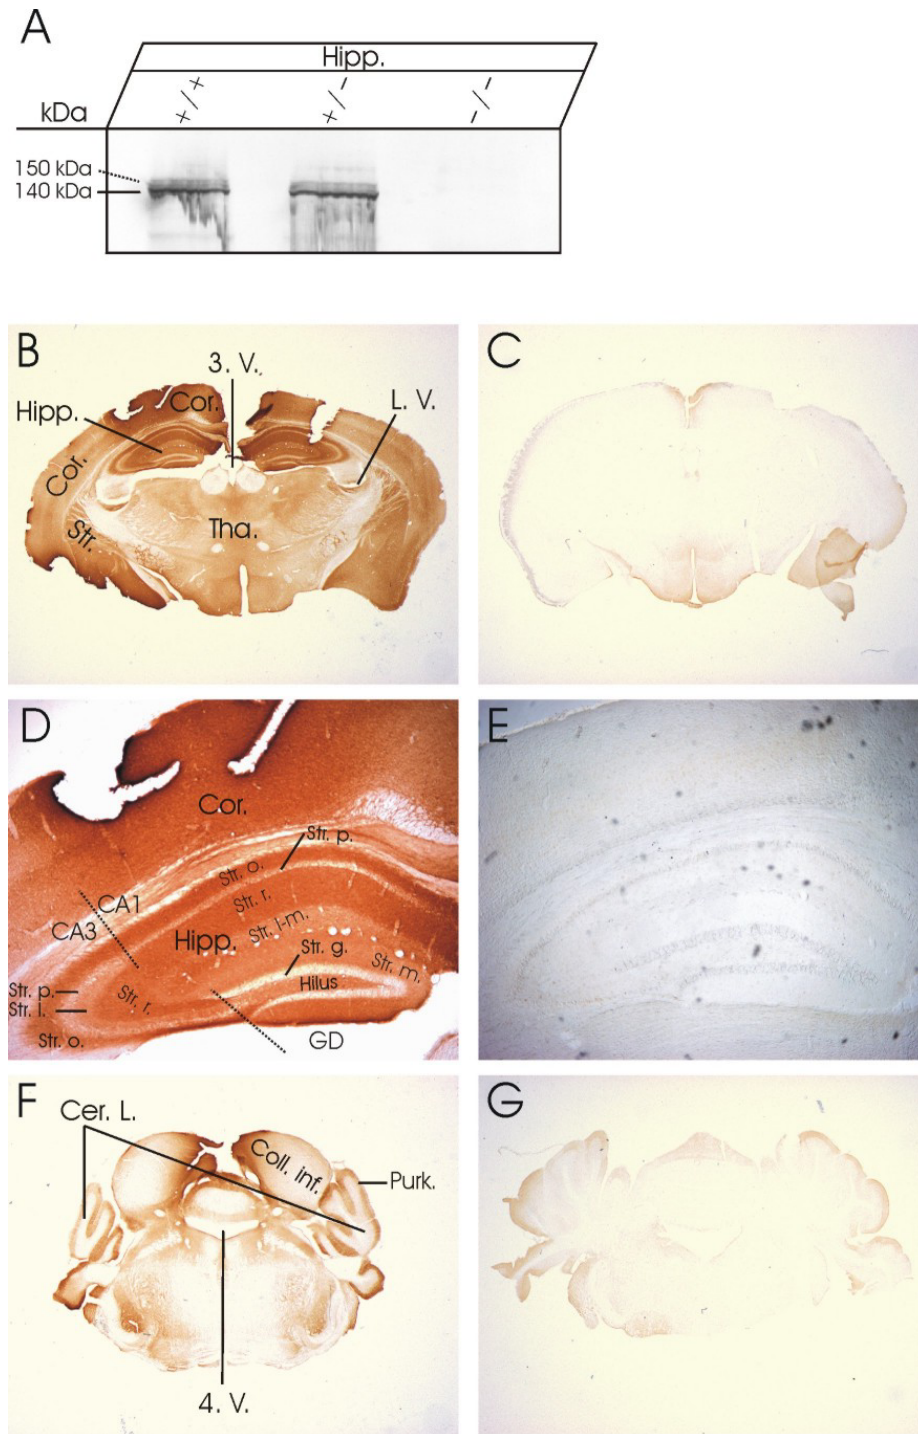 A
Hipp.
kDa +/+ +/- -/-
150 kDa
140 kDa
B
3. V.
Cor.
L. V.
Hipp.
Cor.
Str.
Tha.
C
D
Cor.
Str. p.
Str. o.
CA1
Str. r.
CA3
Hipp.
Str. l-m.
Str. g.
Str. m.
Str. p.
Str. r.
Hilus
Str. l.
Str. o.
GD
E
F
Cer. L.
Coll. inf.
Purk.
4. V.
G